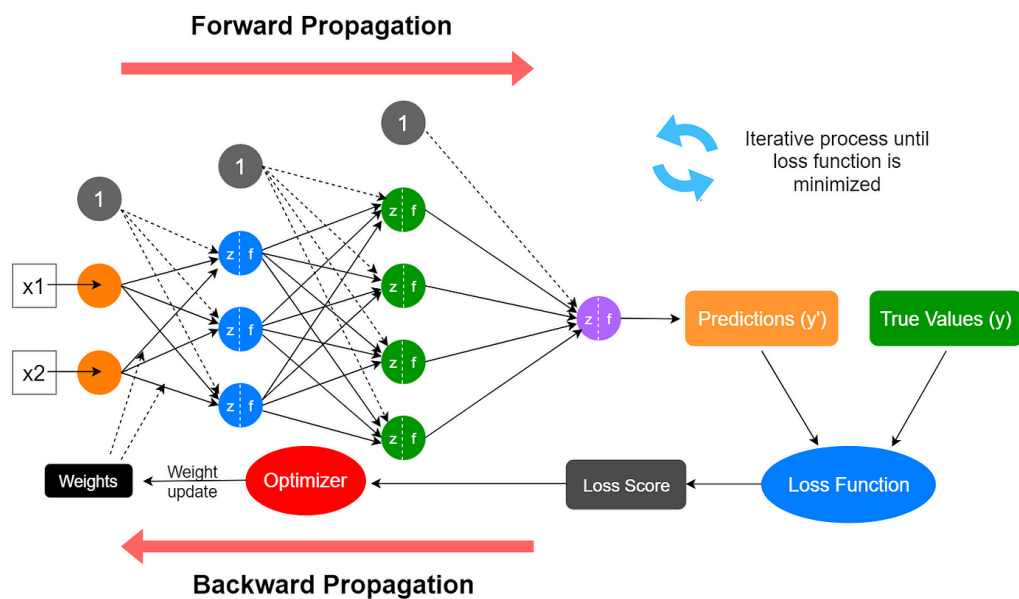 Forward Propagation
1
1
1
Iterative process until
loss function is
minimized
z f
z f
x1
z f
z f
z f
Predictions (y')
True Values (y)
z f
x2
z f
z f
Weights
Weight
update
Optimizer
Loss Score
Loss Function
Backward Propagation